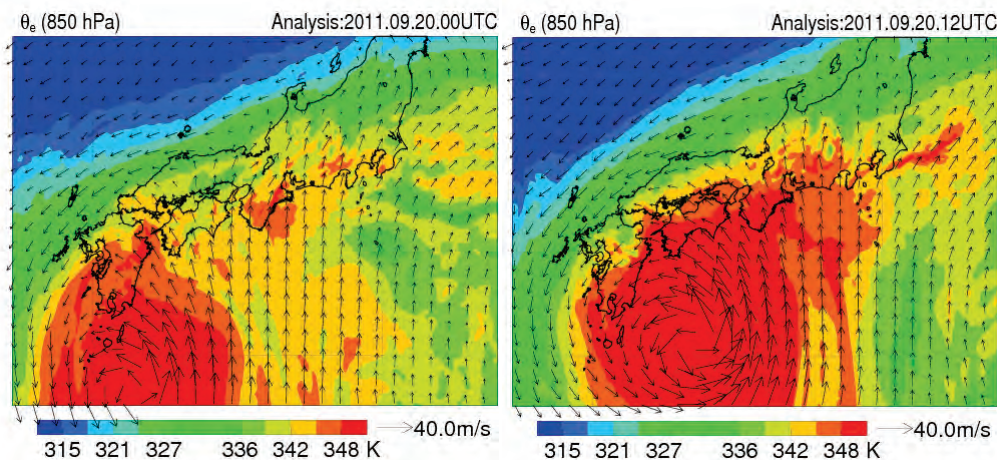 θe (850 hPa) Analysis:2011.09.20.00UTC
315 321 327 336 342 348 K 40.0m/s
θe (850 hPa) Analysis:2011.09.20.12UTC
315 321 327 336 342 348 K 40.0m/s